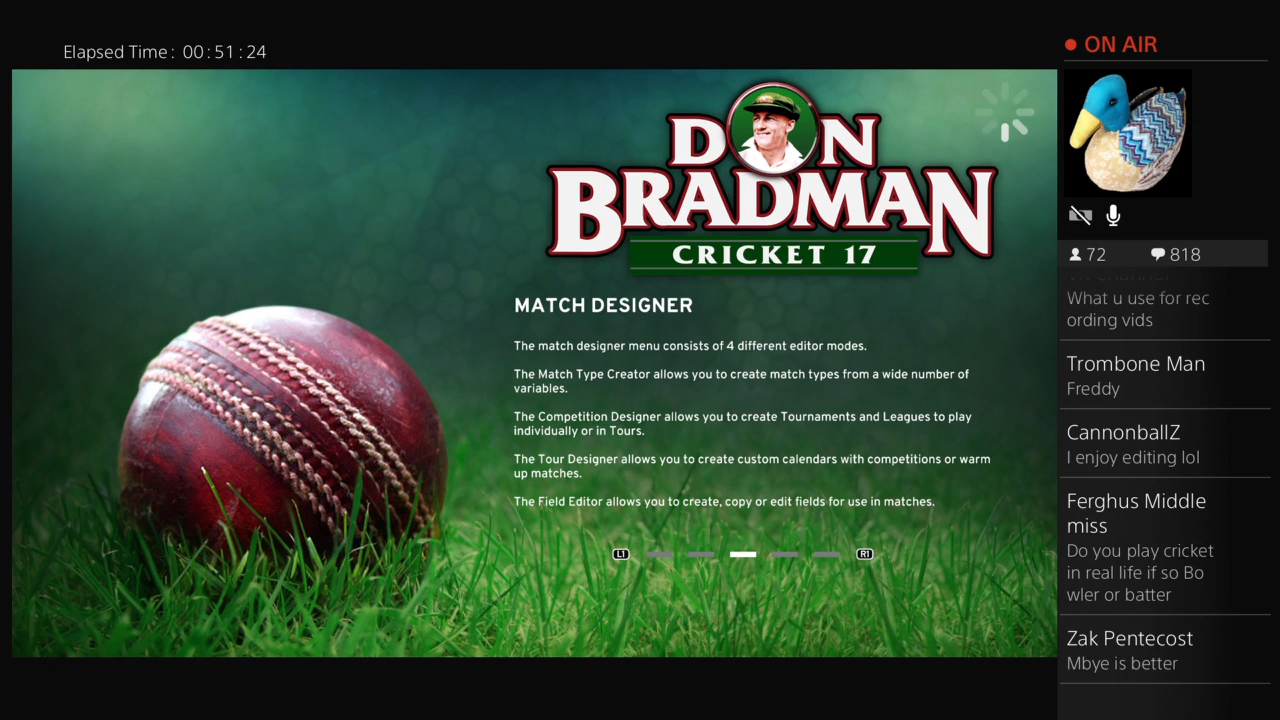 Elapsed Time: 00:51:24
ON AIR
DON
BRADMAN
CRICKET 17
MATCH DESIGNER
The match designer menu consists of 4 different editor modes.
The Match Type Creator allows you to create match types from a wide number of
variables.
The Competition Designer allows you to create Tournaments and Leagues to play
individually or in Tours.
The Tour Designer allows you to create custom calendars with competitions or warm
up matches.
The Field Editor allows you to create, copy or edit fields for use in matches.
L1
R1
72
818
What u use for rec
ording vids
Trombone Man
Freddy
CannonballZ
I enjoy editing lol
Ferghus Middle
miss
Do you play cricket
in real life if so Bo
wler or batter
Zak Pentecost
Mbye is better